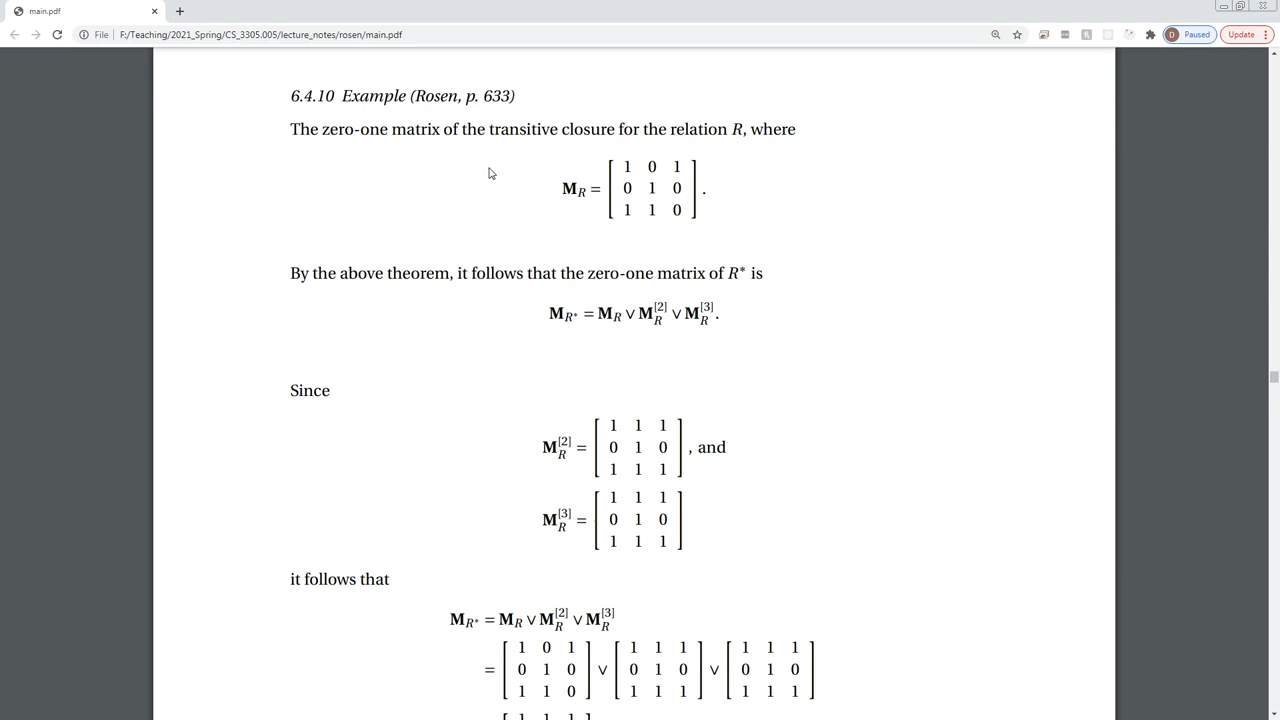 main.pdf
File F:/Teaching/2021_Spring/CS_3305.005/lecture_notes/rosen/main.pdf D Paused Update
6.4.10 Example (Rosen, p. 633)
The zero-one matrix of the transitive closure for the relation R, where
1 0 1
M_R = 0 1 0 .
1 1 0
By the above theorem, it follows that the zero-one matrix of R* is
M_R* = M_R ∨ M_R^[2] ∨ M_R^[3].
Since
1 1 1
M_R^[2] = 0 1 0 , and
1 1 1
1 1 1
M_R^[3] = 0 1 0
1 1 1
it follows that
M_R* = M_R ∨ M_R^[2] ∨ M_R^[3]
1 0 1 1 1 1 1 1 1
= 0 1 0 ∨ 0 1 0 ∨ 0 1 0
1 1 0 1 1 1 1 1 1
1 1 1